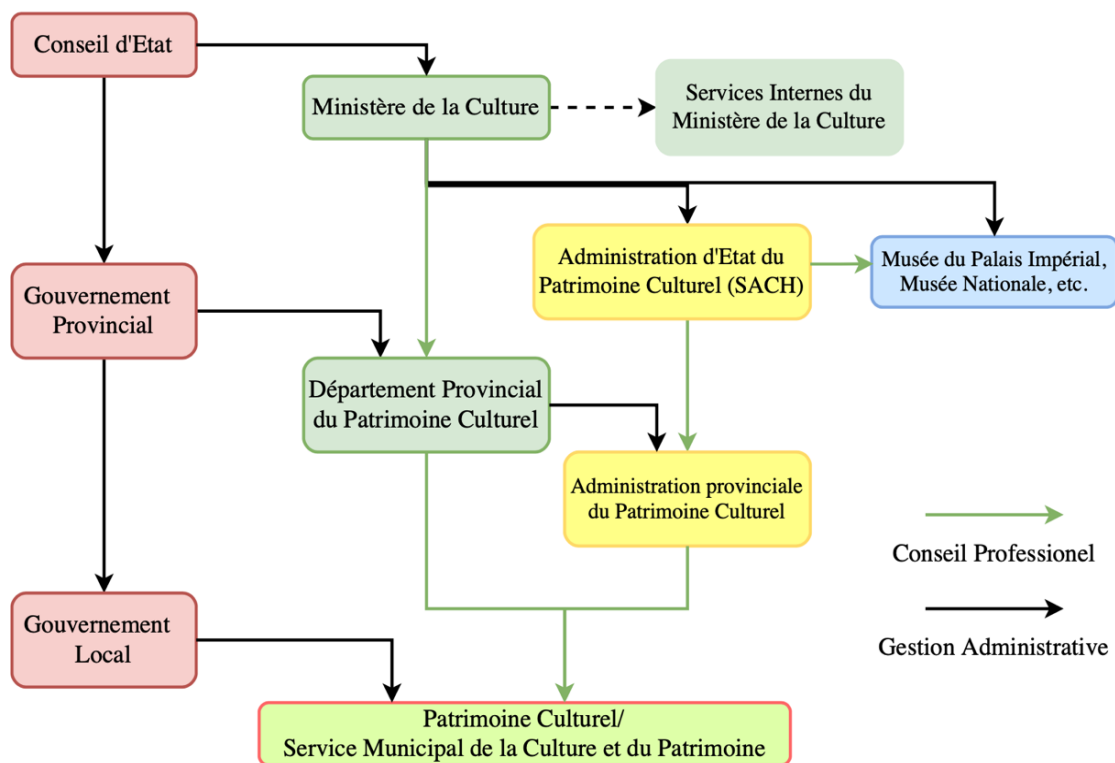 Conseil d'Etat
Ministère de la Culture
Services Internes du
Ministère de la Culture
Gouvernement
Provincial
Administration d'Etat du
Patrimoine Culturel (SACH)
Musée du Palais Impérial,
Musée Nationale, etc.
Département Provincial
du Patrimoine Culturel
Administration provinciale
du Patrimoine Culturel
Conseil Professionel
Gouvernement
Local
Gestion Administrative
Patrimoine Culturel/
Service Municipal de la Culture et du Patrimoine